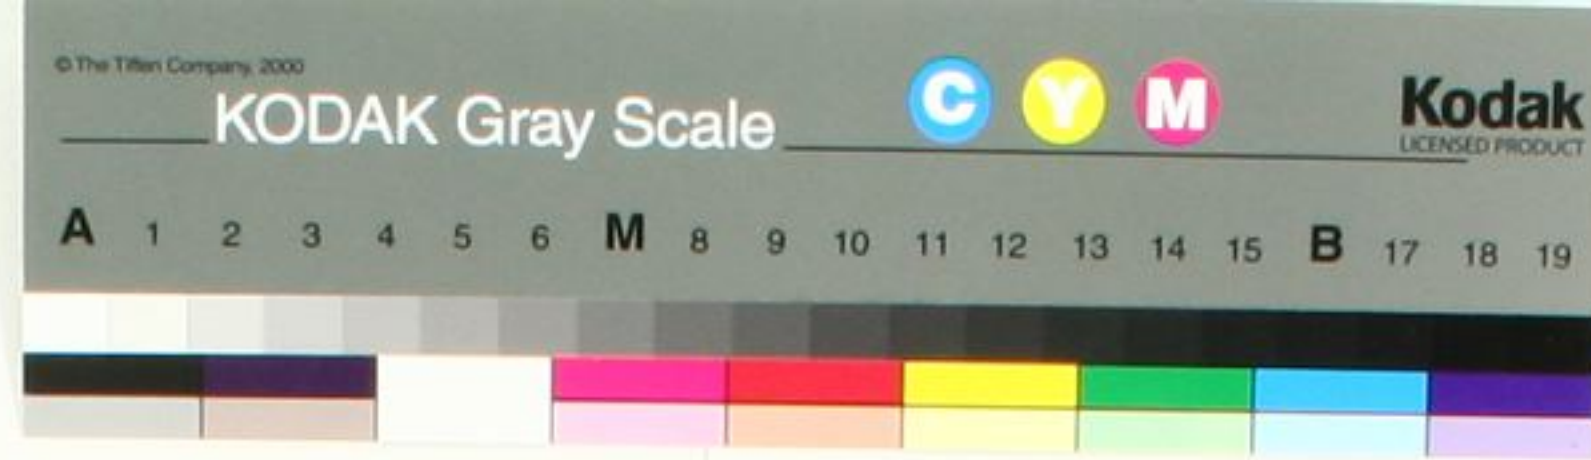 © The Tiffen Company, 2000
KODAK Gray Scale
C Y M
Kodak
LICENSED PRODUCT
A 1 2 3 4 5 6 M 8 9 10 11 12 13 14 15 B 17 18 19